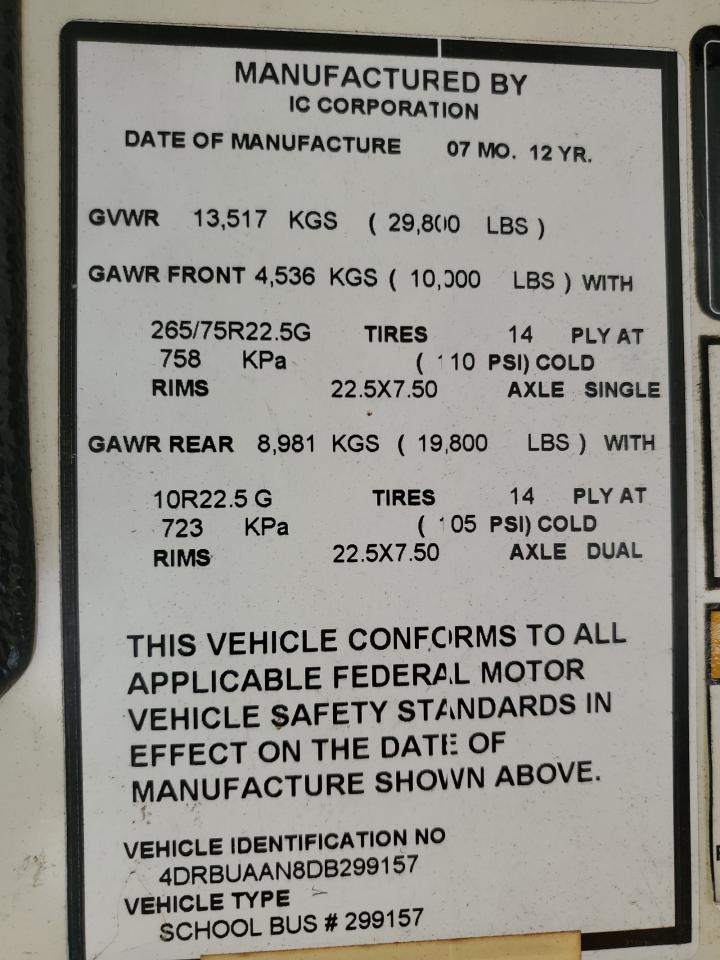 MANUFACTURED BY
IC CORPORATION
DATE OF MANUFACTURE 07 MO. 12 YR.
GVWR 13,517 KGS ( 29,800 LBS )
GAWR FRONT 4,536 KGS ( 10,000 LBS ) WITH
265/75R22.5G TIRES 14 PLY AT
758 KPa ( 110 PSI) COLD
RIMS 22.5X7.50 AXLE SINGLE
GAWR REAR 8,981 KGS ( 19,800 LBS ) WITH
10R22.5 G TIRES 14 PLY AT
723 KPa ( 105 PSI) COLD
RIMS 22.5X7.50 AXLE DUAL
THIS VEHICLE CONFORMS TO ALL
APPLICABLE FEDERAL MOTOR
VEHICLE SAFETY STANDARDS IN
EFFECT ON THE DATE OF
MANUFACTURE SHOWN ABOVE.
VEHICLE IDENTIFICATION NO
4DRBUAAN8DB299157
VEHICLE TYPE
SCHOOL BUS # 299157